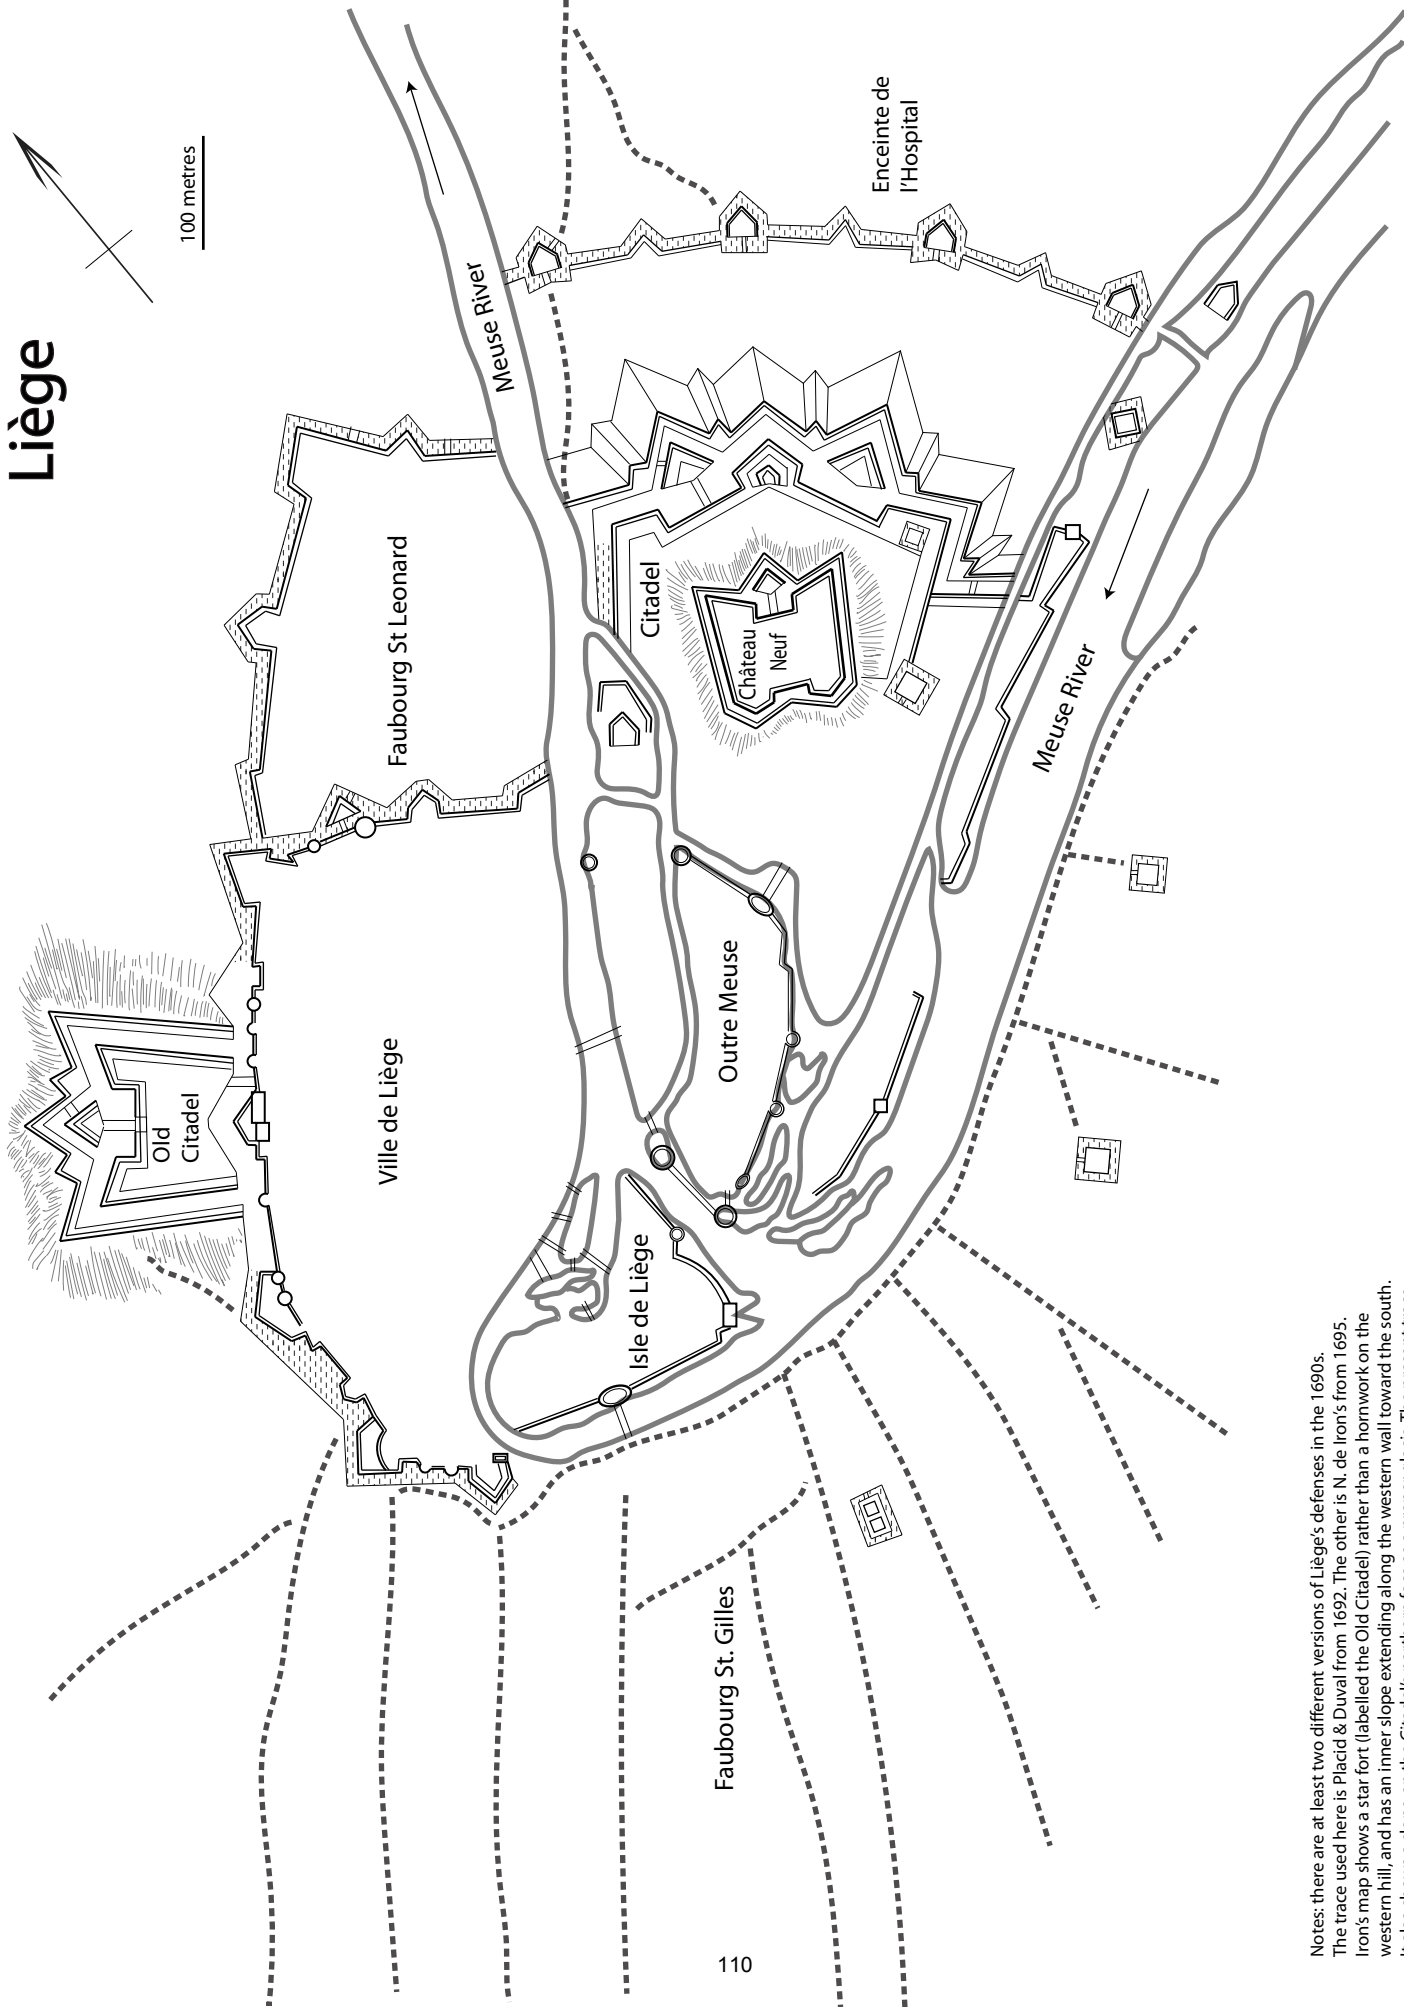 Liège
100 metres
Meuse River
Enceinte de
l'Hospital
Faubourg St Leonard
Citadel
Château
Neuf
Meuse River
Old
Citadel
Ville de Liège
Outre Meuse
Isle de Liège
Faubourg St. Gilles
Notes: there are at least two different versions of Liège's defenses in the 1690s.
The trace used here is Placid & Duval from 1692. The other is N. de Iron's from 1695.
Iron's map shows a star fort (labelled the Old Citadel) rather than a hornwork on the
western hill, and has an inner slope extending along the western wall toward the south.
110